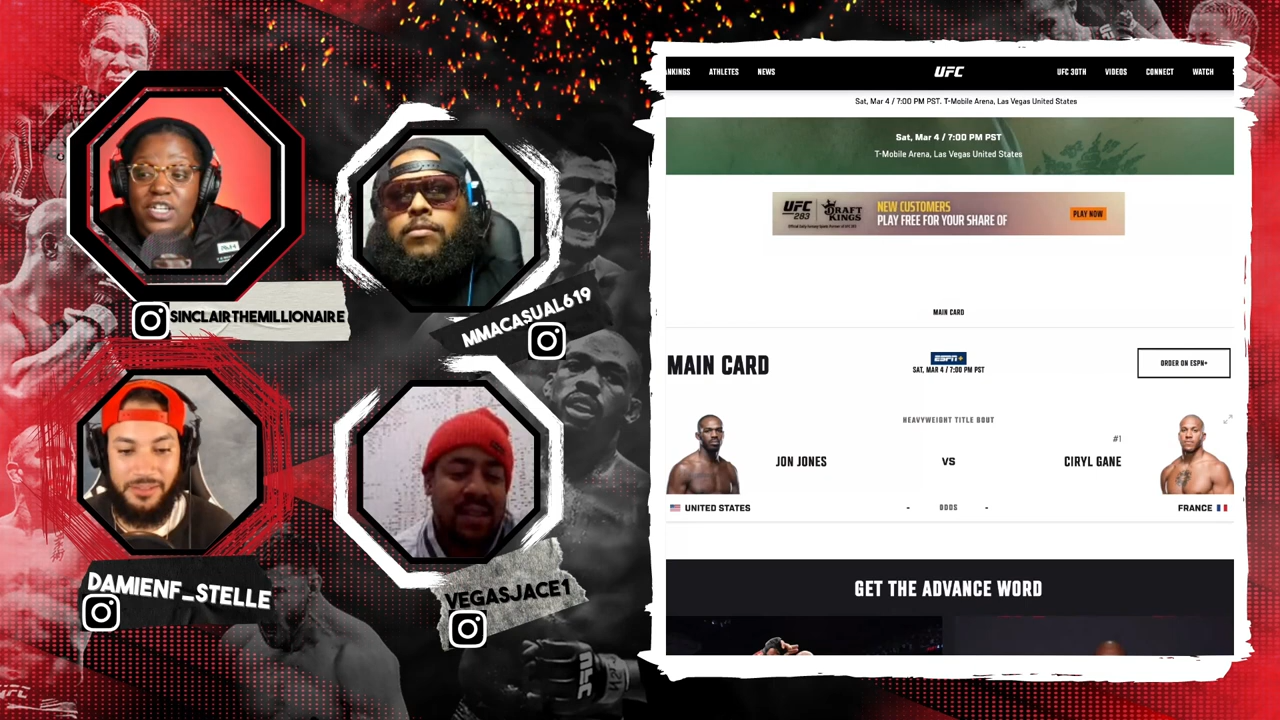 SINCLAIRTHEMILLIONAIRE
MMACASUAL619
DAMIENF_STELLE
VEGASJACE1
ANKINGS ATHLETES NEWS UFC UFC 30TH VIDEOS CONNECT WATCH
Sat, Mar 4 / 7:00 PM PST. T-Mobile Arena, Las Vegas United States
Sat, Mar 4 / 7:00 PM PST
T-Mobile Arena, Las Vegas United States
UFC 283 DRAFT KINGS
NEW CUSTOMERS
PLAY FREE FOR YOUR SHARE OF
PLAY NOW
MAIN CARD
MAIN CARD
ESPN+
SAT, MAR 4 / 7:00 PM PST
ORDER ON ESPN+
HEAVYWEIGHT TITLE BOUT
#1
JON JONES VS CIRYL GANE
UNITED STATES - ODDS - FRANCE
GET THE ADVANCE WORD
UFC
UFC